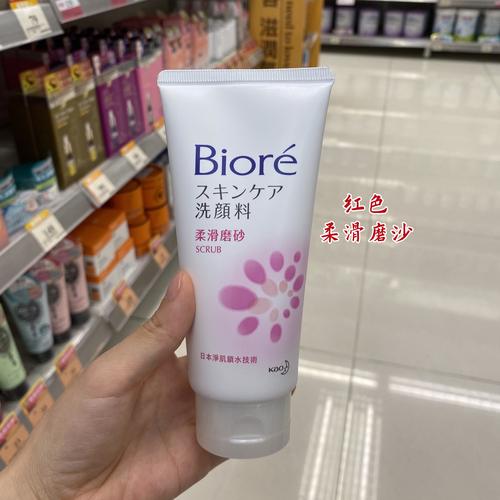 Bioré
スキンケア
洗顔料
柔滑磨砂
SCRUB
日本淨肌鎖水技術
Kao
红色
柔滑磨沙